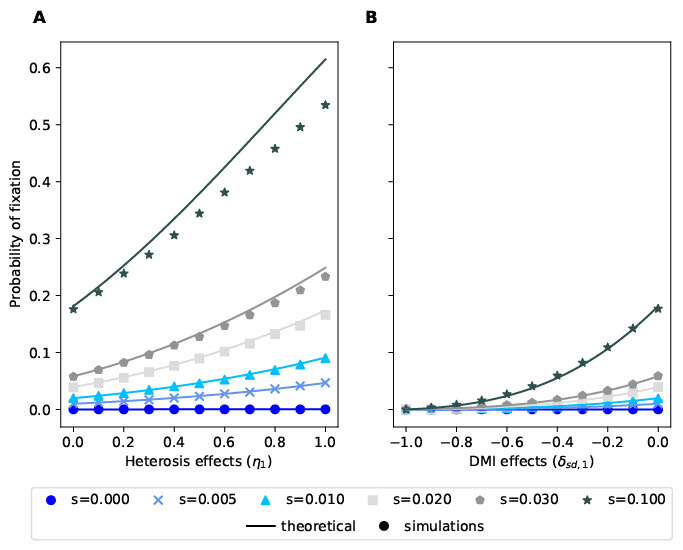 A
B
Probability of fixation
0.6
0.5
0.4
0.3
0.2
0.1
0.0
0.0 0.2 0.4 0.6 0.8 1.0
−1.0 −0.8 −0.6 −0.4 −0.2 0.0
Heterosis effects (η1)
DMI effects (δsd, 1)
s=0.000 s=0.005 s=0.010 s=0.020 s=0.030 s=0.100
theoretical simulations